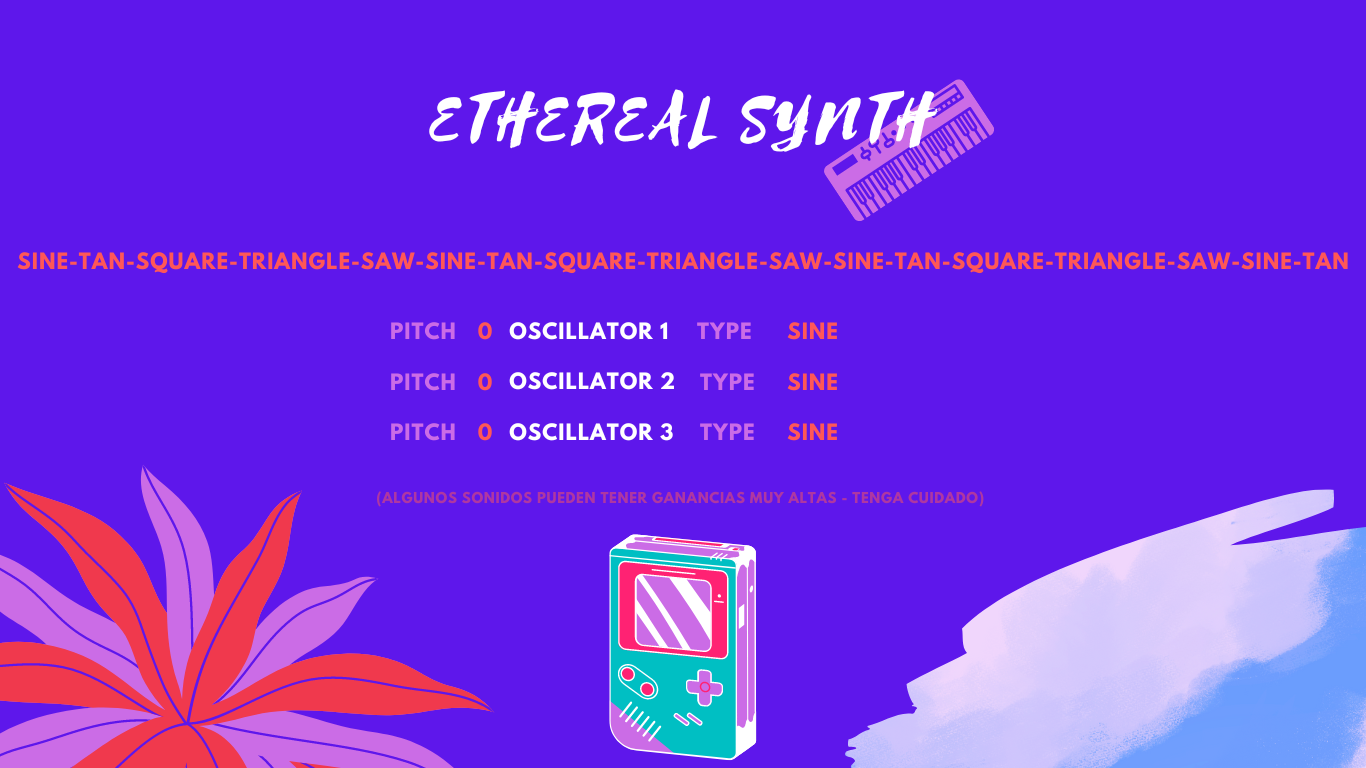 ETHEREAL SYNTH
SINE-TAN-SQUARE-TRIANGLE-SAW-SINE-TAN-SQUARE-TRIANGLE-SAW-SINE-TAN-SQUARE-TRIANGLE-SAW-SINE-TAN
PITCH 0 OSCILLATOR 1 TYPE SINE
PITCH 0 OSCILLATOR 2 TYPE SINE
PITCH 0 OSCILLATOR 3 TYPE SINE
(ALGUNOS SONIDOS PUEDEN TENER GANANCIAS MUY ALTAS - TENGA CUIDADO)